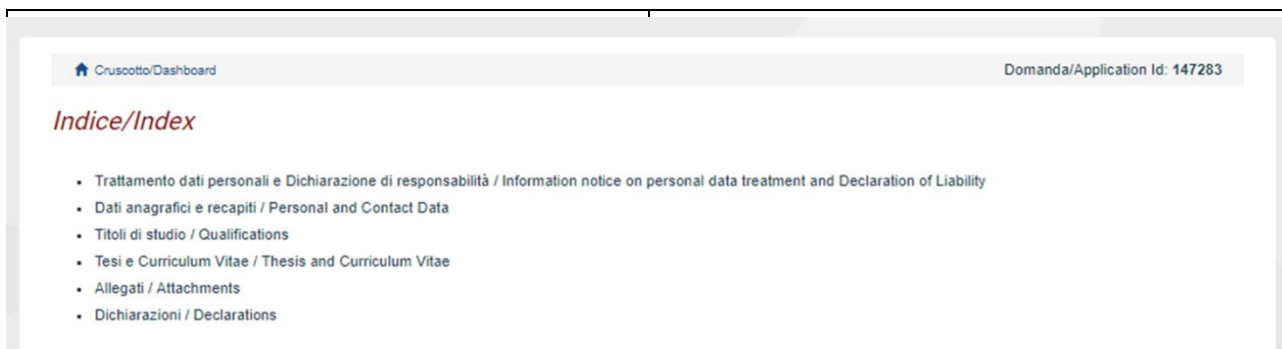 Cruscotto/Dashboard
Domanda/Application Id: 147283
Indice/Index
Trattamento dati personali e Dichiarazione di responsabilità / Information notice on personal data treatment and Declaration of Liability
Dati anagrafici e recapiti / Personal and Contact Data
Titoli di studio / Qualifications
Tesi e Curriculum Vitae / Thesis and Curriculum Vitae
Allegati / Attachments
Dichiarazioni / Declarations